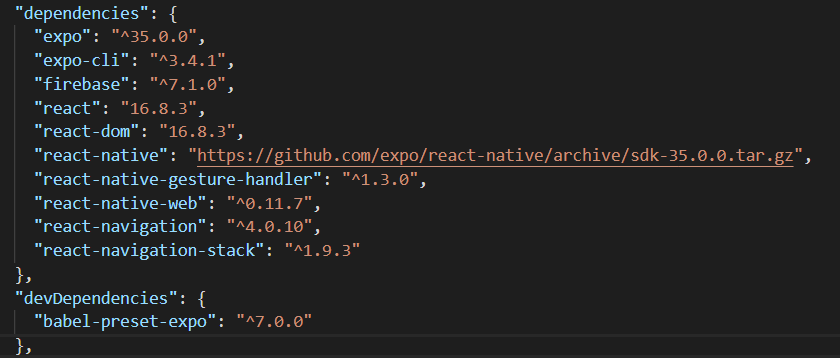 "dependencies": {
"expo": "^35.0.0",
"expo-cli": "^3.4.1",
"firebase": "^7.1.0",
"react": "16.8.3",
"react-dom": "16.8.3",
"react-native": "https://github.com/expo/react-native/archive/sdk-35.0.0.tar.gz",
"react-native-gesture-handler": "^1.3.0",
"react-native-web": "^0.11.7",
"react-navigation": "^4.0.10",
"react-navigation-stack": "^1.9.3"
},
"devDependencies": {
"babel-preset-expo": "^7.0.0"
},